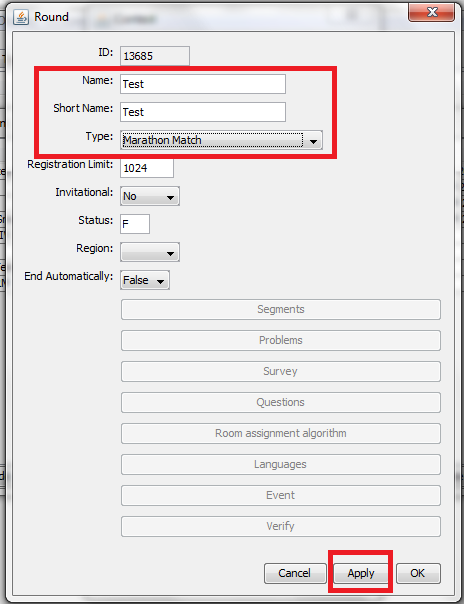 Round
ID: 13685
Name: Test
Short Name: Test
Type: Marathon Match
Registration Limit: 1024
Invitational: No
Status: F
Region:
End Automatically: False
Segments
Problems
Survey
Questions
Room assignment algorithm
Languages
Event
Verify
Cancel Apply OK